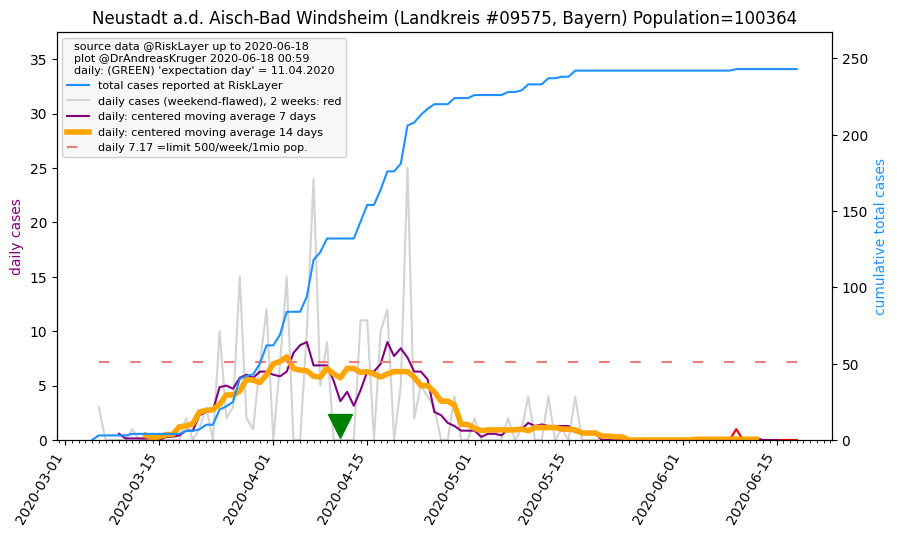 Neustadt a.d. Aisch-Bad Windsheim (Landkreis #09575, Bayern) Population=100364
source data @RiskLayer up to 2020-06-18
plot @DrAndreasKruger 2020-06-18 00:59
daily: (GREEN) 'expectation day' = 11.04.2020
total cases reported at RiskLayer
daily cases (weekend-flawed), 2 weeks: red
daily: centered moving average 7 days
daily: centered moving average 14 days
daily 7.17 =limit 500/week/1mio pop.
daily cases
35
30
25
20
15
10
5
0
250
200
150
100
50
0
cumulative total cases
2020-03-01
2020-03-15
2020-04-01
2020-04-15
2020-05-01
2020-05-15
2020-06-01
2020-06-15